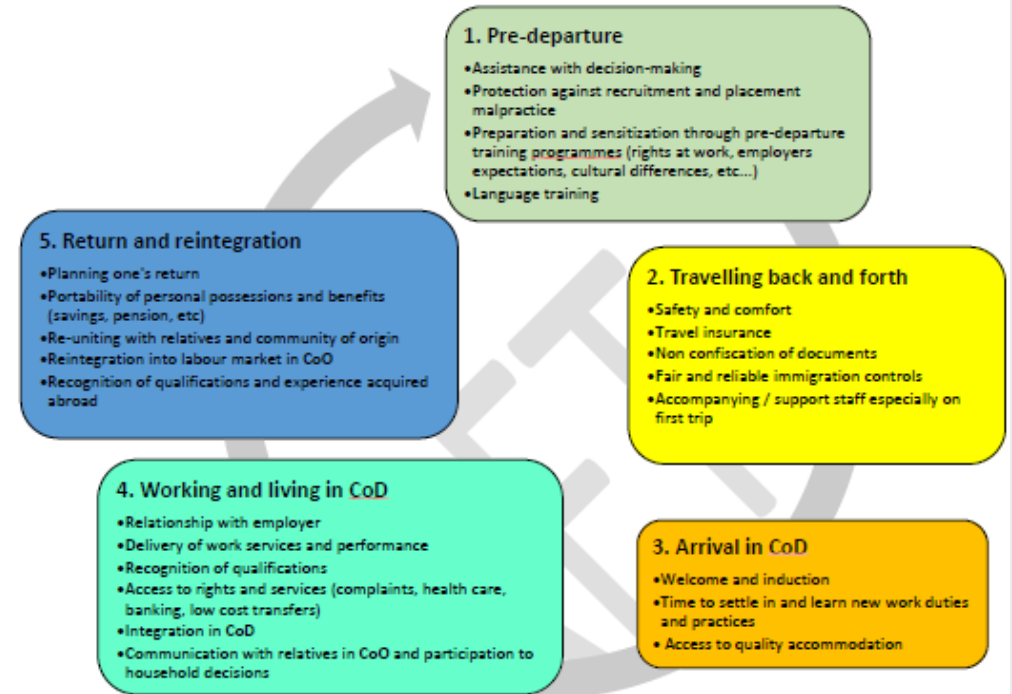 1. Pre-departure
•Assistance with decision-making
•Protection against recruitment and placement
malpractice
•Preparation and sensitization through pre-departure
training programmes (rights at work, employers
expectations, cultural differences, etc...)
•Language training
2. Travelling back and forth
•Safety and comfort
•Travel insurance
•Non confiscation of documents
•Fair and reliable immigration controls
•Accompanying / support staff especially on
first trip
3. Arrival in CoD
•Welcome and induction
•Time to settle in and learn new work duties
and practices
• Access to quality accommodation
4. Working and living in CoD
•Relationship with employer
•Delivery of work services and performance
•Recognition of qualifications
•Access to rights and services (complaints, health care,
banking, low cost transfers)
•Integration in CoD
•Communication with relatives in CoO and participation to
household decisions
5. Return and reintegration
•Planning one's return
•Portability of personal possessions and benefits
(savings, pension, etc)
•Re-uniting with relatives and community of origin
•Reintegration into labour market in CoO
•Recognition of qualifications and experience acquired
abroad